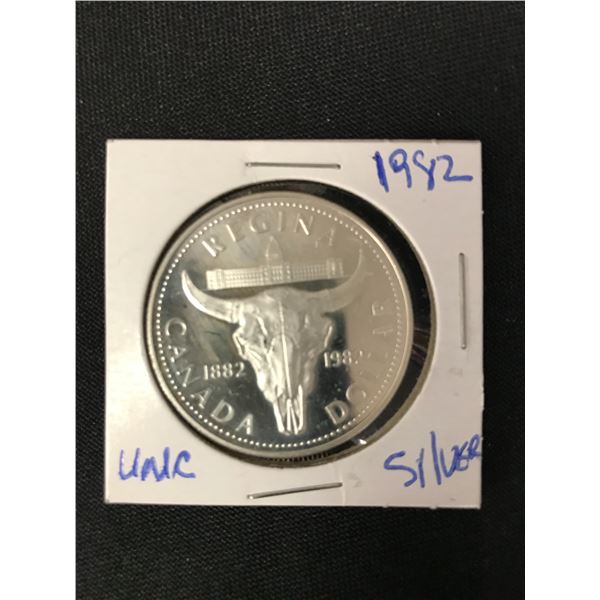 1982
REGINA
1882 1982
CANADA DOLLAR
UNC
SILVER